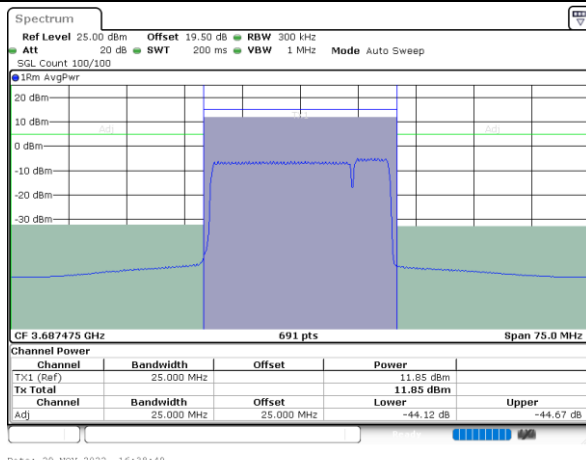 Spectrum
Ref Level 25.00 dBm Offset 19.50 dB RBW 300 kHz
Att 20 dB SWT 200 ms VBW 1 MHz Mode Auto Sweep
SGL Count 100/100
1Rm AvgPwr
20 dBm
TX1
10 dBm
Adj Adj
0 dBm
-10 dBm
-20 dBm
-30 dBm
CF 3.687475 GHz 691 pts Span 75.0 MHz
Channel Power
Channel Bandwidth Offset Power
TX1 (Ref) 25.000 MHz 11.85 dBm
Tx Total 11.85 dBm
Channel Bandwidth Offset Lower Upper
Adj 25.000 MHz 25.000 MHz -44.12 dB -44.67 dB
Ready